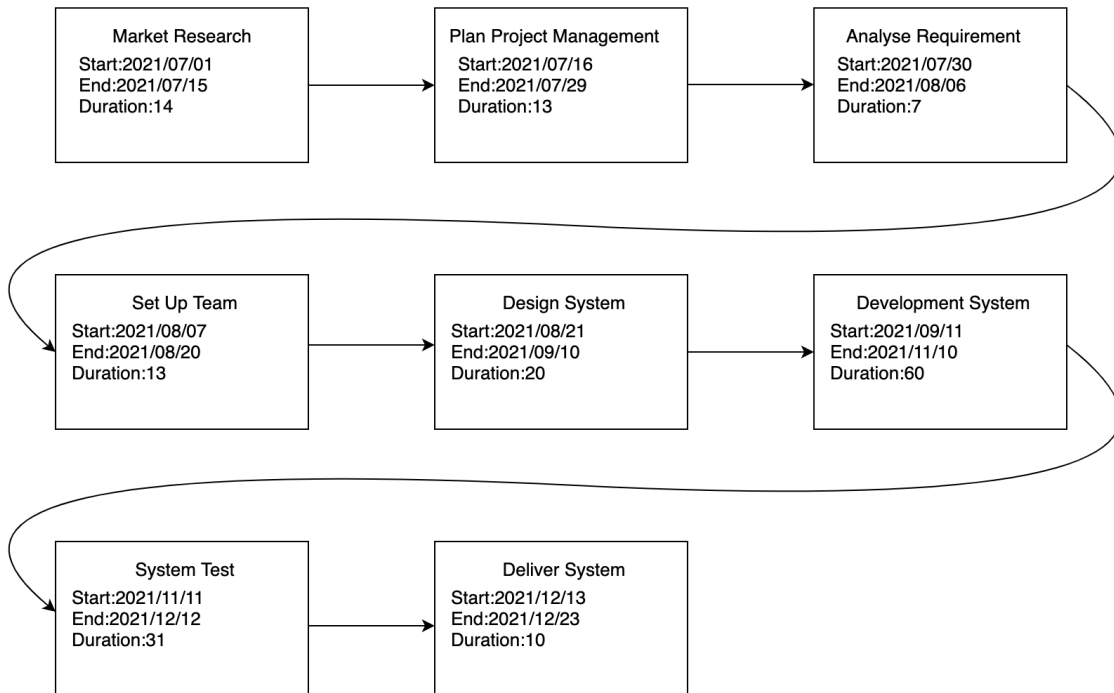 Market Research
Start:2021/07/01
End:2021/07/15
Duration:14
Plan Project Management
Start:2021/07/16
End:2021/07/29
Duration:13
Analyse Requirement
Start:2021/07/30
End:2021/08/06
Duration:7
Set Up Team
Start:2021/08/07
End:2021/08/20
Duration:13
Design System
Start:2021/08/21
End:2021/09/10
Duration:20
Development System
Start:2021/09/11
End:2021/11/10
Duration:60
System Test
Start:2021/11/11
End:2021/12/12
Duration:31
Deliver System
Start:2021/12/13
End:2021/12/23
Duration:10